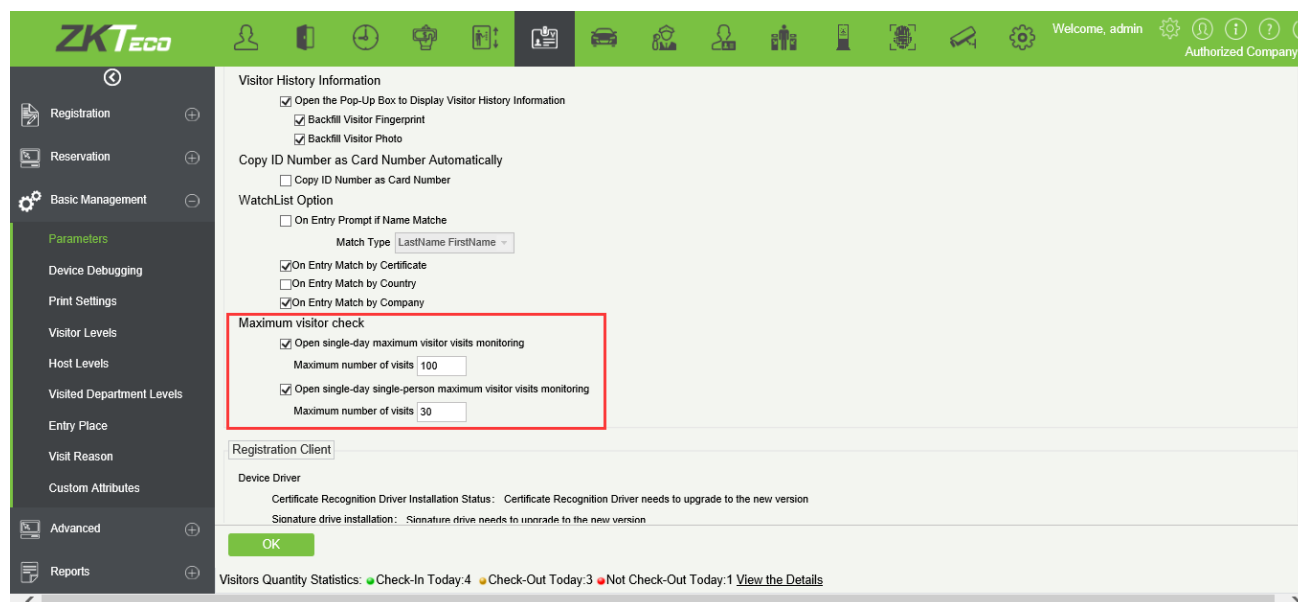 ZKTeco
Welcome, admin
Authorized Company
Registration
Reservation
Basic Management
Parameters
Device Debugging
Print Settings
Visitor Levels
Host Levels
Visited Department Levels
Entry Place
Visit Reason
Custom Attributes
Advanced
Reports
Visitor History Information
Open the Pop-Up Box to Display Visitor History Information
Backfill Visitor Fingerprint
Backfill Visitor Photo
Copy ID Number as Card Number Automatically
Copy ID Number as Card Number
WatchList Option
On Entry Prompt if Name Matche
Match Type LastName FirstName
On Entry Match by Certificate
On Entry Match by Country
On Entry Match by Company
Maximum visitor check
Open single-day maximum visitor visits monitoring
Maximum number of visits 100
Open single-day single-person maximum visitor visits monitoring
Maximum number of visits 30
Registration Client
Device Driver
Certificate Recognition Driver Installation Status: Certificate Recognition Driver needs to upgrade to the new version
Signature drive installation: Signature drive needs to upgrade to the new version
OK
Visitors Quantity Statistics: Check-In Today:4 Check-Out Today:3 Not Check-Out Today:1 View the Details